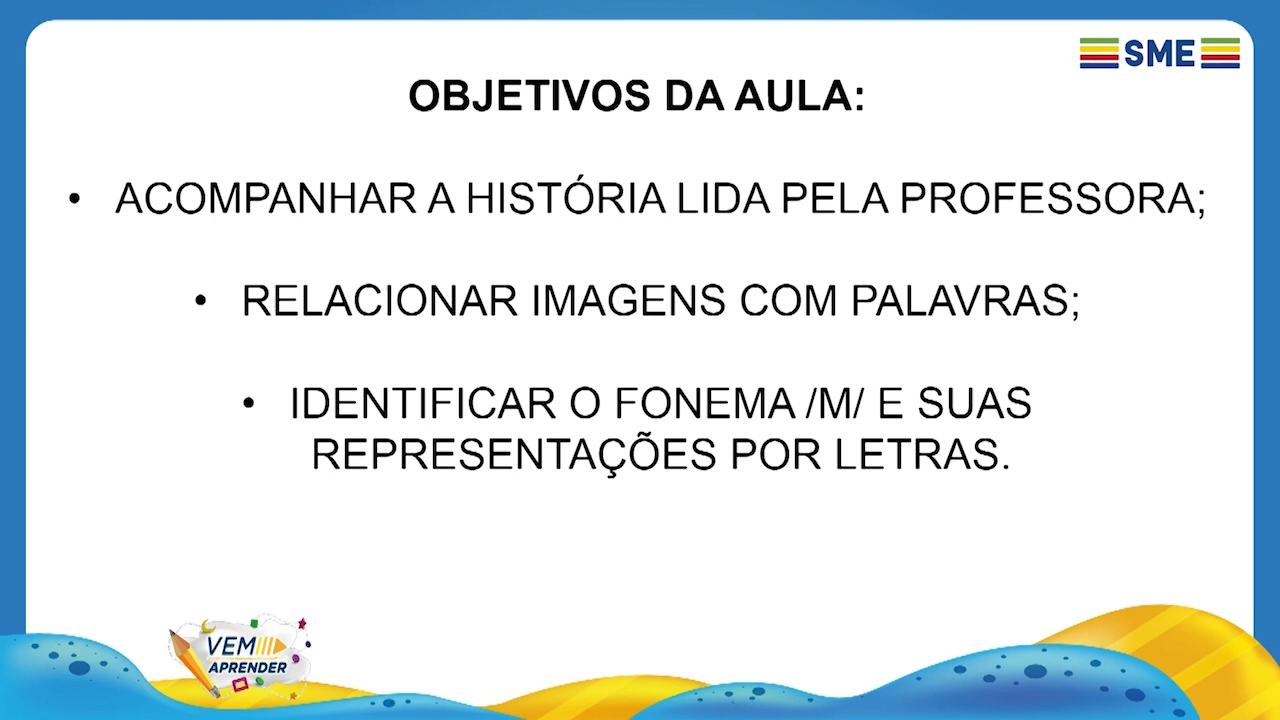 SME
OBJETIVOS DA AULA:
• ACOMPANHAR A HISTÓRIA LIDA PELA PROFESSORA;
• RELACIONAR IMAGENS COM PALAVRAS;
• IDENTIFICAR O FONEMA /M/ E SUAS
REPRESENTAÇÕES POR LETRAS.
VEM
APRENDER